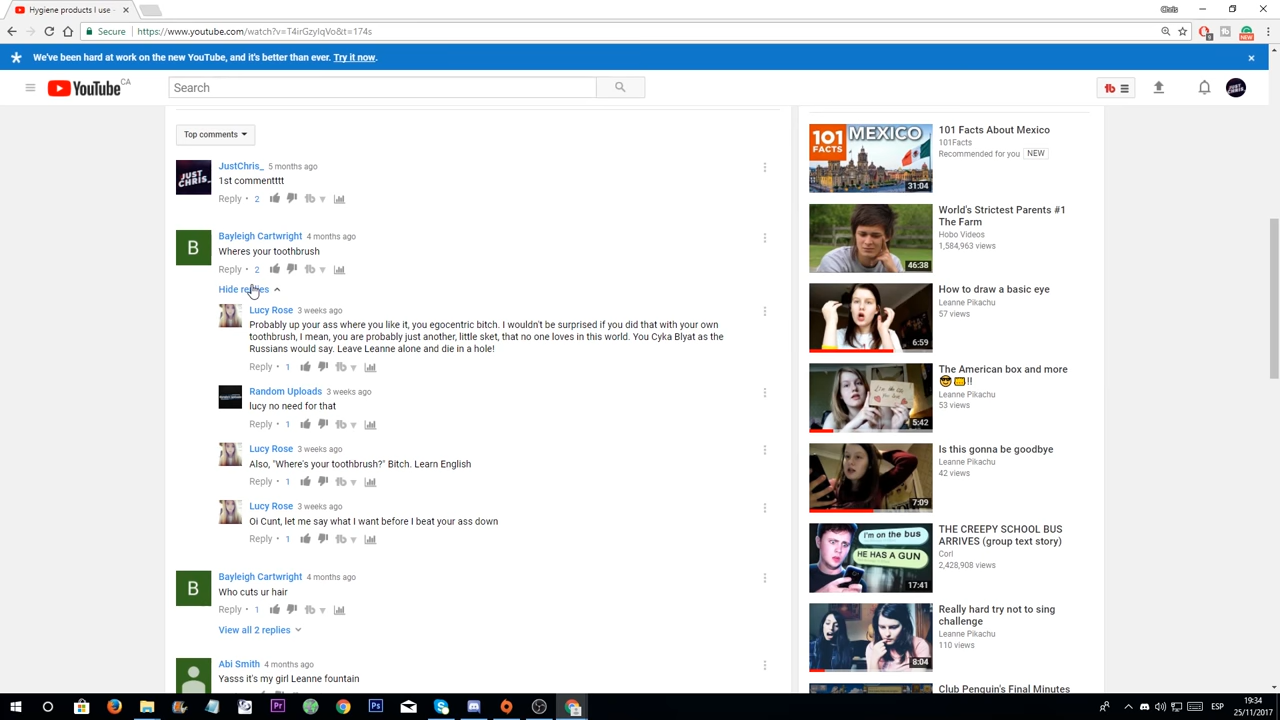 Hygiene products I use -
Chris
Secure
https://www.youtube.com/watch?v=T4irGzyIqVo&t=174s
We've been hard at work on the new YouTube, and it's better than ever. Try it now.
YouTube CA
Search
Top comments
JustChris_ 5 months ago
1st commentttt
Reply · 2
Bayleigh Cartwright 4 months ago
Wheres your toothbrush
Reply · 2
Hide replies
Lucy Rose 3 weeks ago
Probably up your ass where you like it, you egocentric bitch. I wouldn't be surprised if you did that with your own
toothbrush, I mean, you are probably just another, little sket, that no one loves in this world. You Cyka Blyat as the
Russians would say. Leave Leanne alone and die in a hole!
Reply · 1
Random Uploads 3 weeks ago
lucy no need for that
Reply · 1
Lucy Rose 3 weeks ago
Also, "Where's your toothbrush?" Bitch. Learn English
Reply · 1
Lucy Rose 3 weeks ago
Oi Cunt, let me say what I want before I beat your ass down
Reply · 1
Bayleigh Cartwright 4 months ago
Who cuts ur hair
Reply · 1
View all 2 replies
Abi Smith 4 months ago
Yasss it's my girl Leanne fountain
101 FACTS MEXICO
31:04
101 Facts About Mexico
101Facts
Recommended for you NEW
46:38
World's Strictest Parents #1
The Farm
Hobo Videos
1,584,963 views
6:59
How to draw a basic eye
Leanne Pikachu
57 views
5:42
The American box and more
😎 📦!!
Leanne Pikachu
53 views
7:09
Is this gonna be goodbye
Leanne Pikachu
42 views
I'm on the bus
HE HAS A GUN
17:41
THE CREEPY SCHOOL BUS
ARRIVES (group text story)
Corl
2,428,908 views
8:04
Really hard try not to sing
challenge
Leanne Pikachu
110 views
Club Penguin's Final Minutes
ESP
19:34
25/11/2017